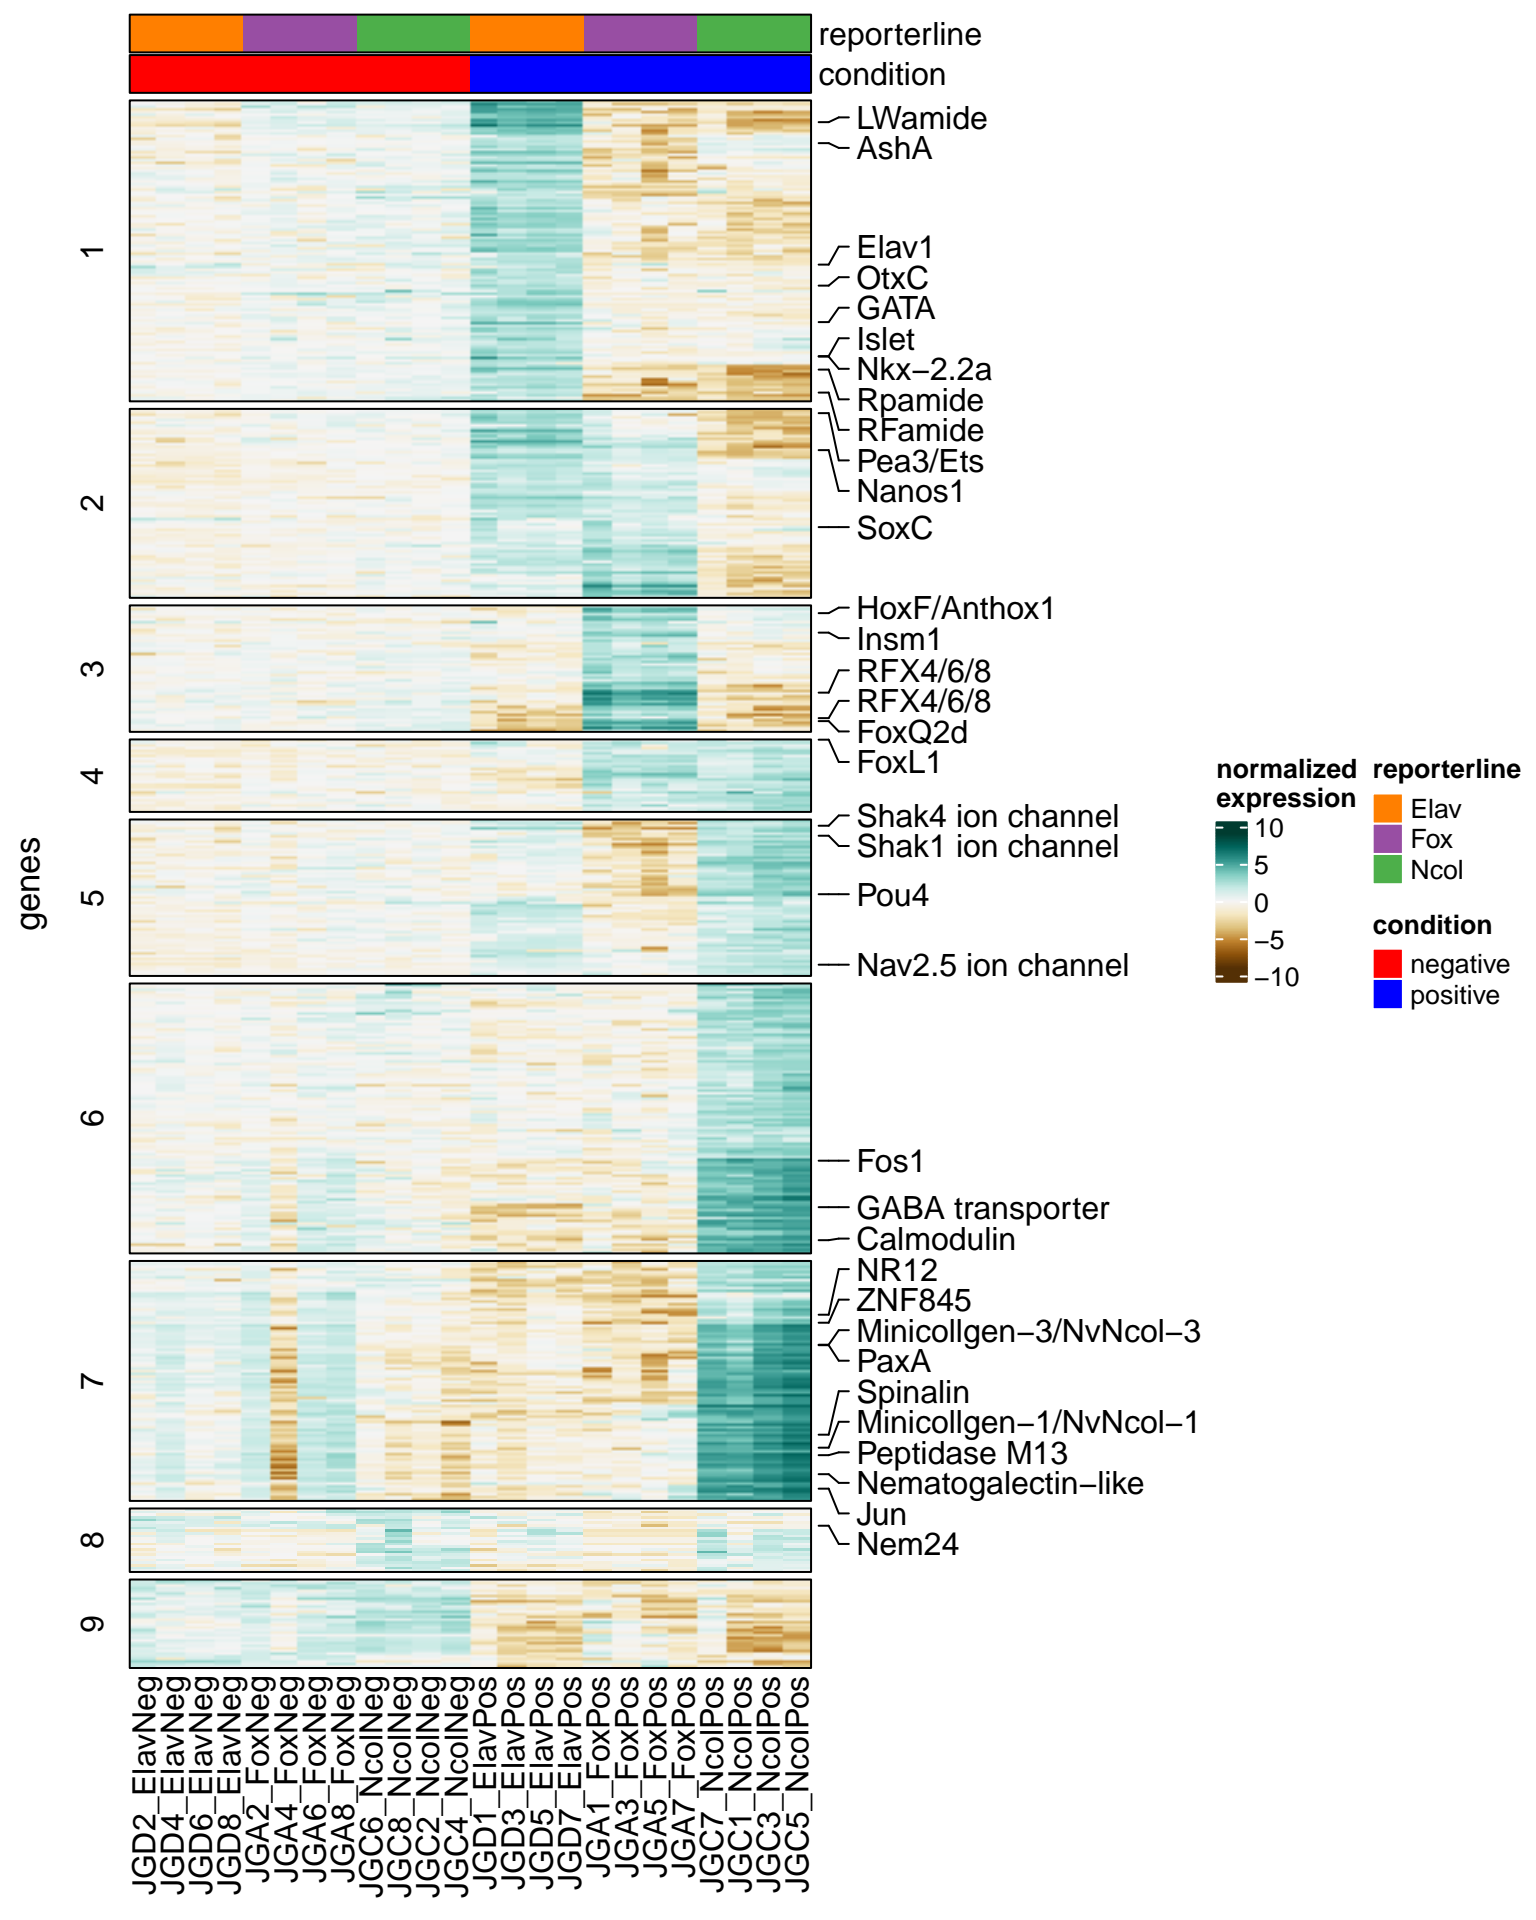 reporterline
condition
LWamide
AshA
Elav1
OtxC
GATA
Islet
Nkx−2.2a
Rpamide
RFamide
Pea3/Ets
Nanos1
SoxC
HoxF/Anthox1
Insm1
RFX4/6/8
RFX4/6/8
FoxQ2d
FoxL1
Shak4 ion channel
Shak1 ion channel
Pou4
Nav2.5 ion channel
Fos1
GABA transporter
Calmodulin
NR12
ZNF845
Minicollgen−3/NvNcol−3
PaxA
Spinalin
Minicollgen−1/NvNcol−1
Peptidase M13
Nematogalectin−like
Jun
Nem24
genes
1
2
3
4
5
6
7
8
9
JGD2_ElavNeg
JGD4_ElavNeg
JGD6_ElavNeg
JGD8_ElavNeg
JGA2_FoxNeg
JGA4_FoxNeg
JGA6_FoxNeg
JGA8_FoxNeg
JGC6_NcolNeg
JGC8_NcolNeg
JGC2_NcolNeg
JGC4_NcolNeg
JGD1_ElavPos
JGD3_ElavPos
JGD5_ElavPos
JGD7_ElavPos
JGA1_FoxPos
JGA3_FoxPos
JGA5_FoxPos
JGA7_FoxPos
JGC7_NcolPos
JGC1_NcolPos
JGC3_NcolPos
JGC5_NcolPos
normalized
expression
10
5
0
−5
−10
reporterline
Elav
Fox
Ncol
condition
negative
positive